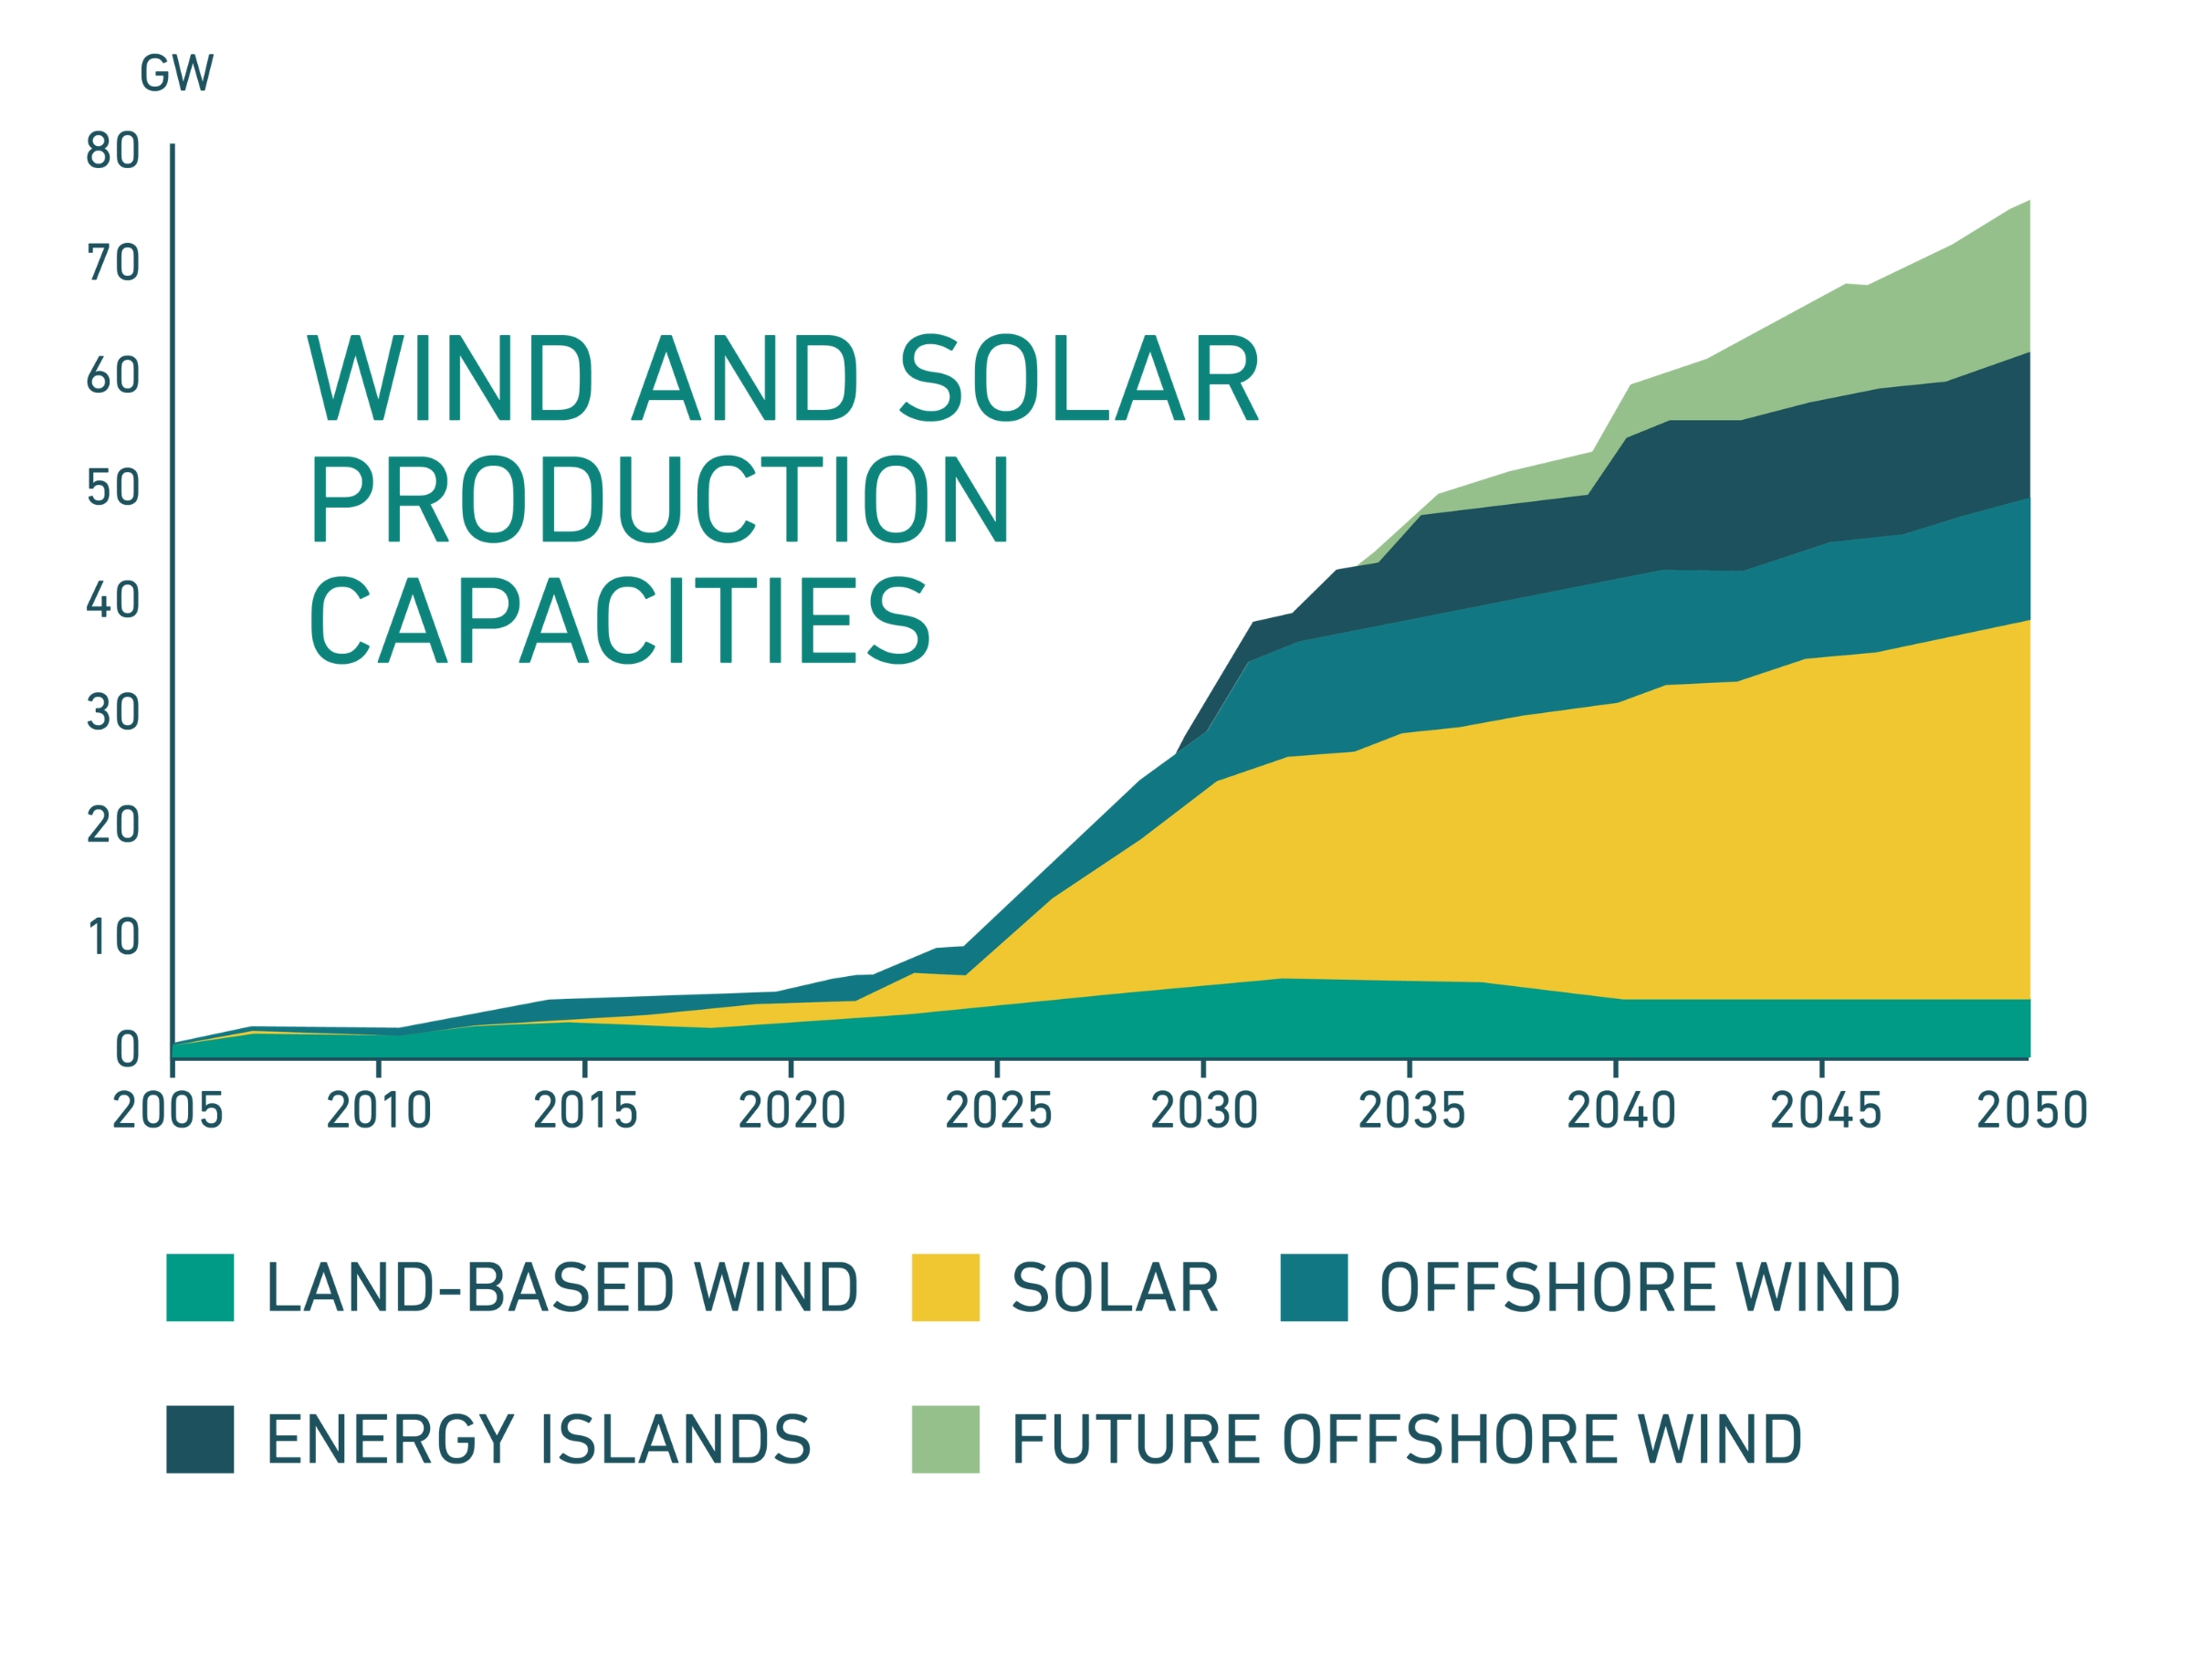 GW
80
70
60
50
40
30
20
10
0
WIND AND SOLAR
PRODUCTION
CAPACITIES
2005 2010 2015 2020 2025 2030 2035 2040 2045 2050
LAND-BASED WIND SOLAR OFFSHORE WIND
ENERGY ISLANDS FUTURE OFFSHORE WIND